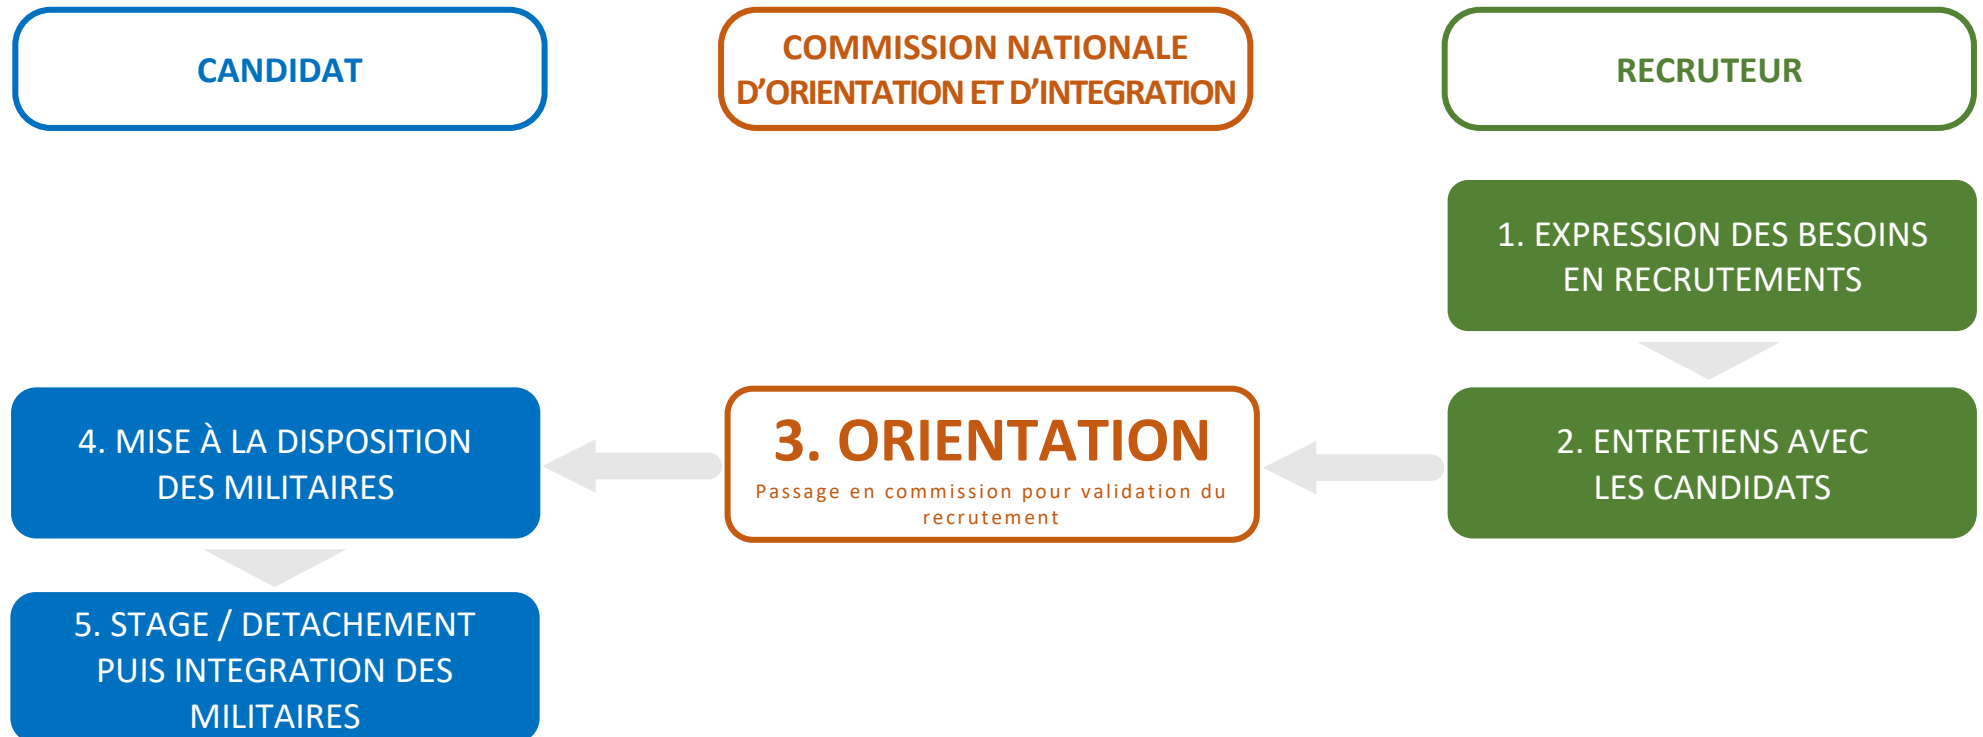 CANDIDAT
COMMISSION NATIONALE
D’ORIENTATION ET D’INTEGRATION
RECRUTEUR
1. EXPRESSION DES BESOINS
EN RECRUTEMENTS
2. ENTRETIENS AVEC
LES CANDIDATS
3. ORIENTATION
Passage en commission pour validation du
recrutement
4. MISE À LA DISPOSITION
DES MILITAIRES
5. STAGE / DETACHEMENT
PUIS INTEGRATION DES
MILITAIRES